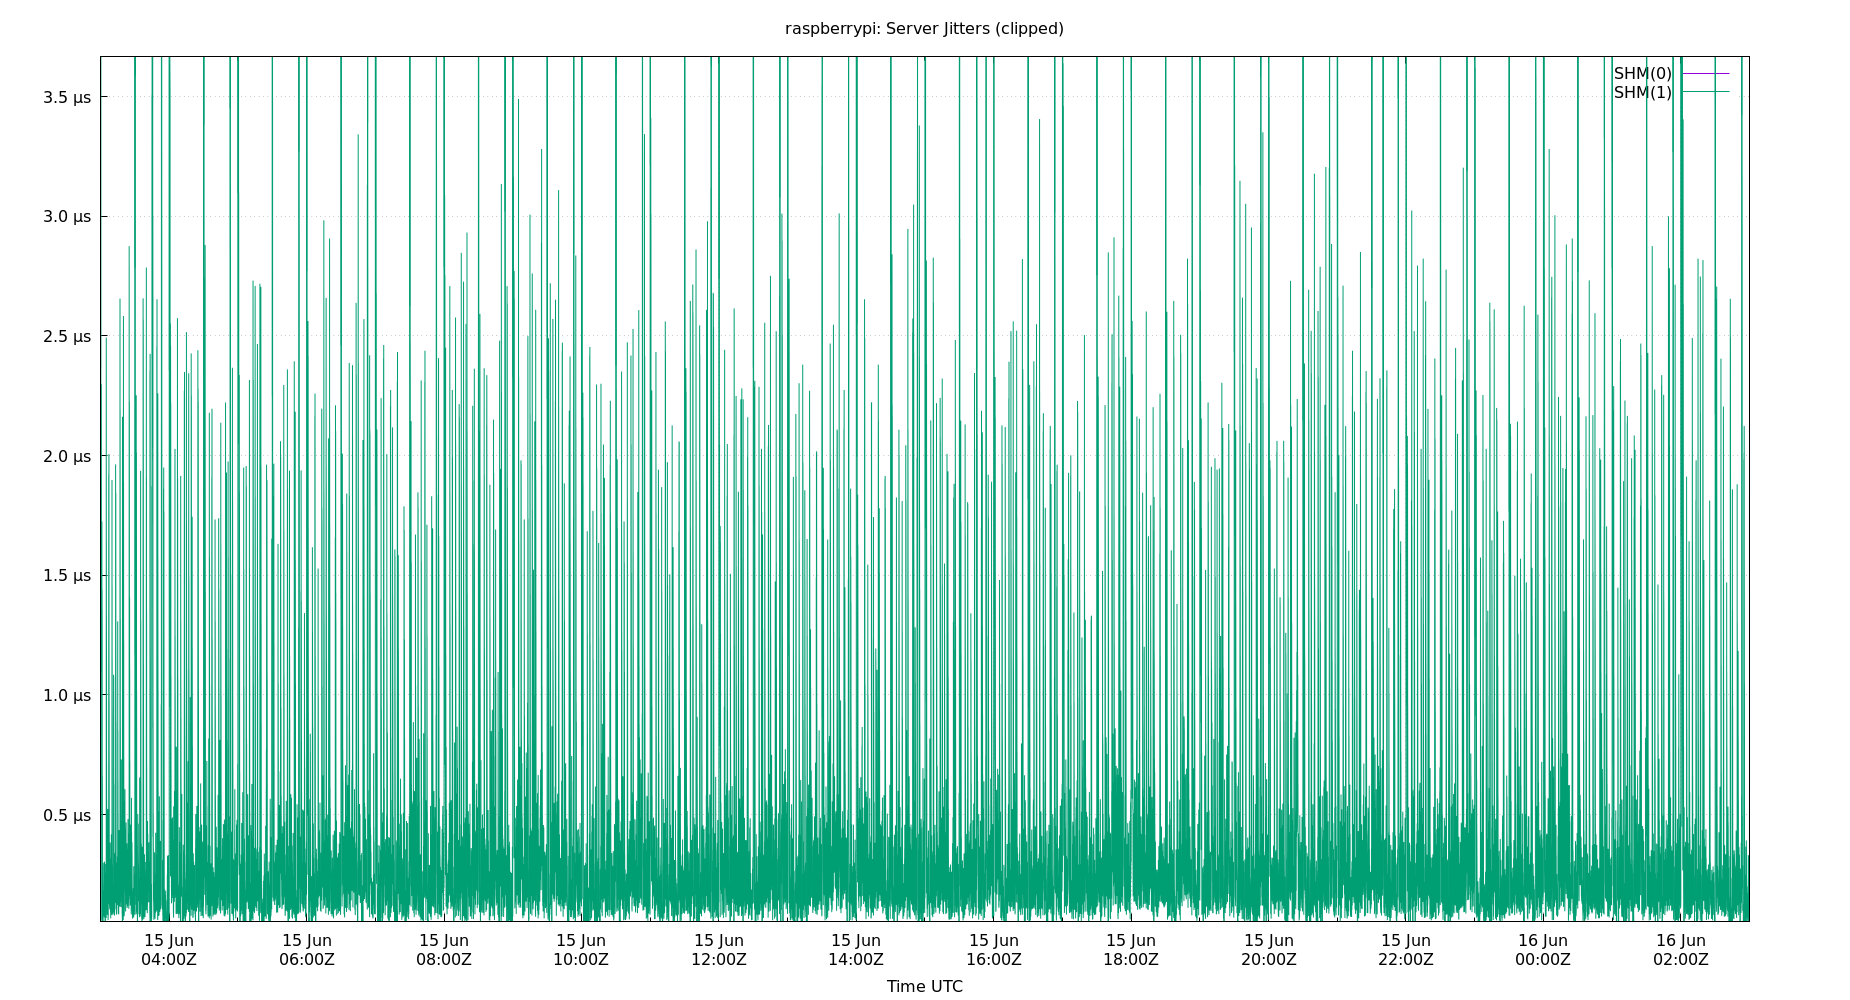 raspberrypi: Server Jitters (clipped)
SHM(0)
SHM(1)
3.5 µs
3.0 µs
2.5 µs
2.0 µs
1.5 µs
1.0 µs
0.5 µs
15 Jun 15 Jun 15 Jun 15 Jun 15 Jun 15 Jun 15 Jun 15 Jun 15 Jun 15 Jun 16 Jun 16 Jun
04:00Z 06:00Z 08:00Z 10:00Z 12:00Z 14:00Z 16:00Z 18:00Z 20:00Z 22:00Z 00:00Z 02:00Z
Time UTC